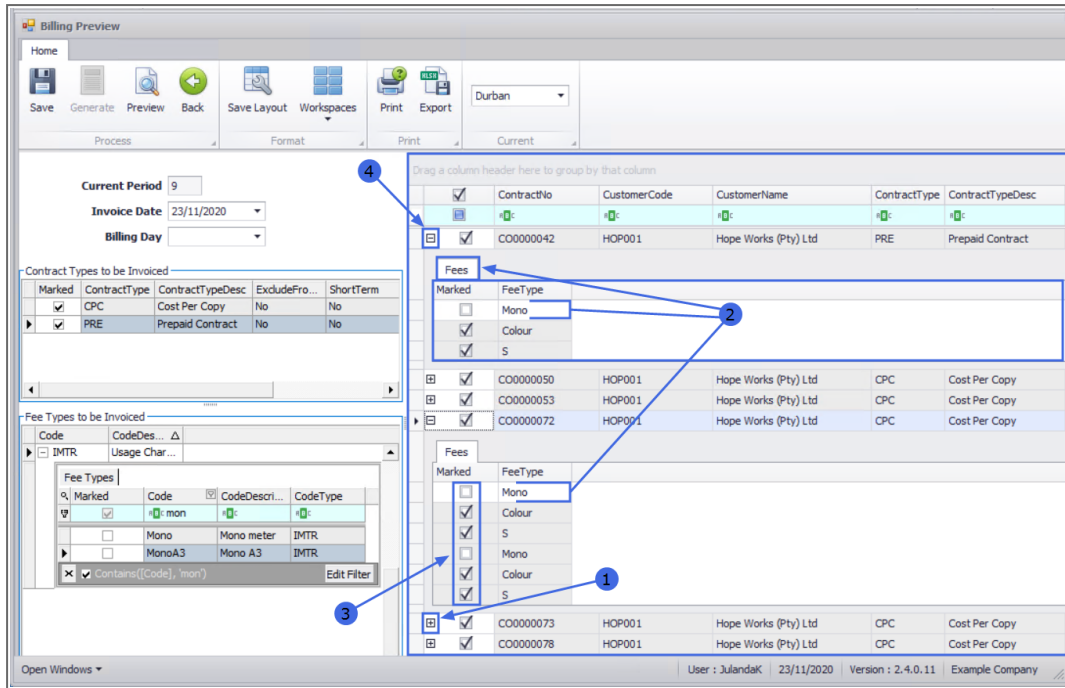 Billing Preview
Home
Save Generate Preview Back Save Layout Workspaces Print Export Durban
Process Format Print Current
Current Period 9
Invoice Date 23/11/2020
Billing Day
Contract Types to be Invoiced
Marked ContractType ContractTypeDesc ExcludeFro... ShortTerm
CPC Cost Per Copy No No
PRE Prepaid Contract No No
Fee Types to be Invoiced
Code CodeDes...
IMTR Usage Char...
Fee Types
Marked Code CodeDescri... CodeType
mon
Mono Mono meter IMTR
MonoA3 Mono A3 IMTR
Contains([Code], 'mon') Edit Filter
Drag a column header here to group by that column
ContractNo CustomerCode CustomerName ContractType ContractTypeDesc
CO0000042 HOP001 Hope Works (Pty) Ltd PRE Prepaid Contract
Fees
Marked FeeType
Mono
Colour
S
CO0000050 HOP001 Hope Works (Pty) Ltd CPC Cost Per Copy
CO0000053 HOP001 Hope Works (Pty) Ltd CPC Cost Per Copy
CO0000072 HOP001 Hope Works (Pty) Ltd CPC Cost Per Copy
Fees
Marked FeeType
Mono
Colour
S
Mono
Colour
S
CO0000073 HOP001 Hope Works (Pty) Ltd CPC Cost Per Copy
CO0000078 HOP001 Hope Works (Pty) Ltd CPC Cost Per Copy
4
2
1
3
Open Windows User : JulandaK 23/11/2020 Version : 2.4.0.11 Example Company